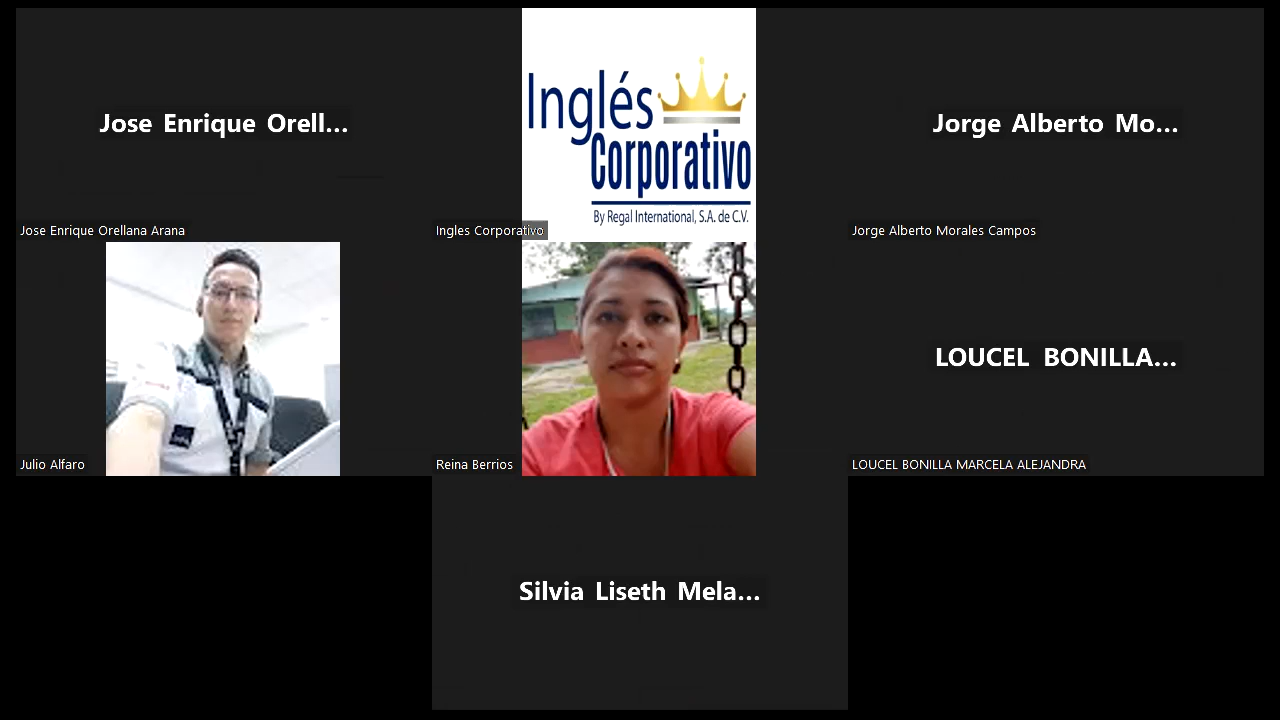 Jose Enrique Orell...
Jose Enrique Orellana Arana
Inglés
Corporativo
By Regal International, S.A. de C.V.
Ingles Corporativo
Jorge Alberto Mo...
Jorge Alberto Morales Campos
Julio Alfaro
Reina Berrios
LOUCEL BONILLA...
LOUCEL BONILLA MARCELA ALEJANDRA
Silvia Liseth Mela...